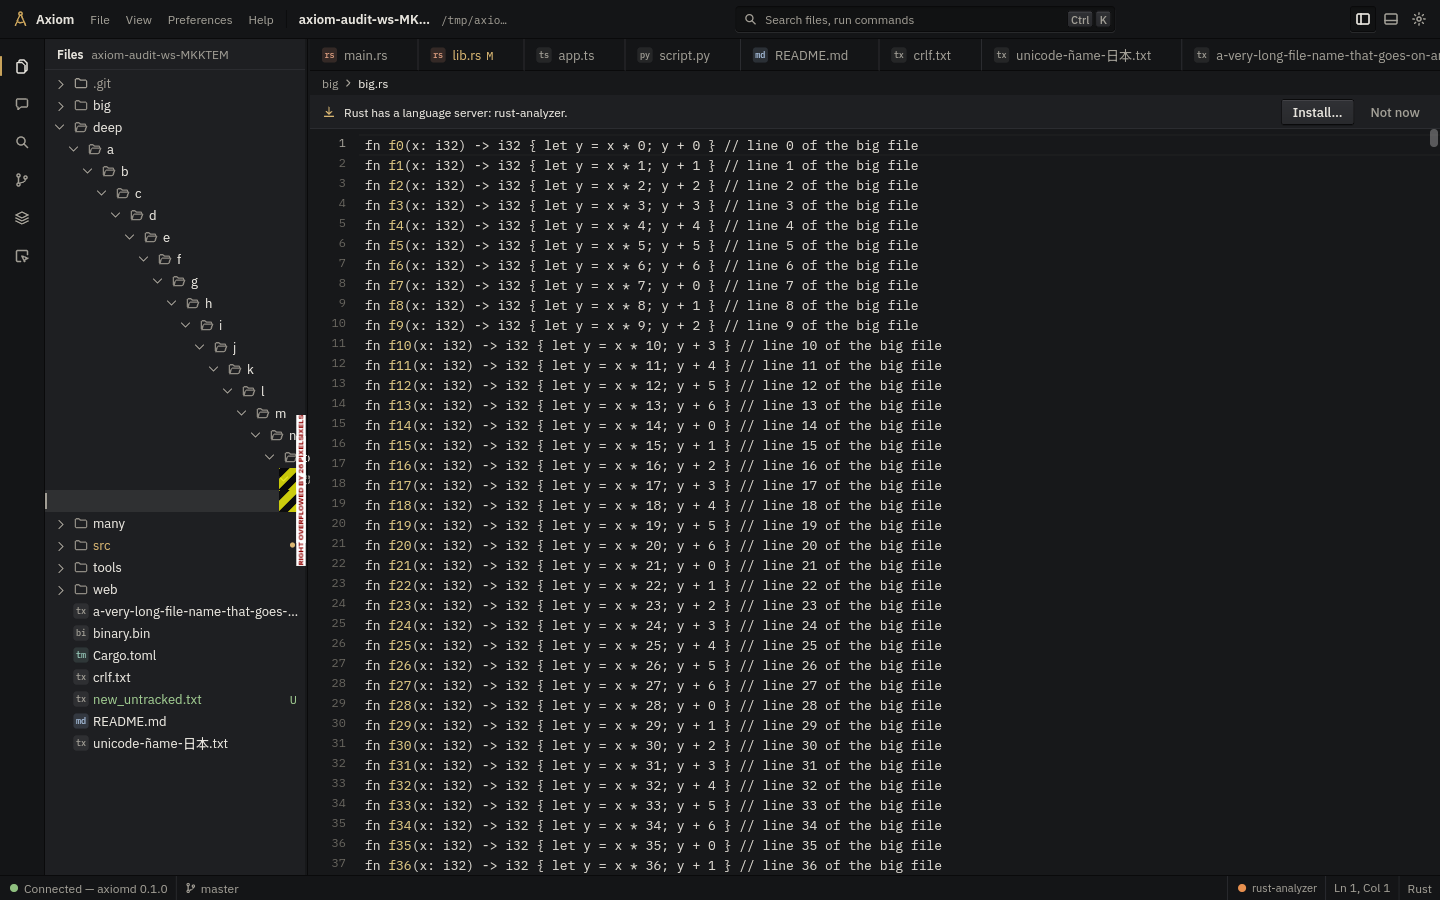 Axiom File View Preferences Help axiom-audit-ws-MK... /tmp/axio… Search files, run commands Ctrl K
Files axiom-audit-ws-MKKTEM
.git
big
deep
a
b
c
d
e
f
g
h
i
j
k
l
m
n
RIGHT OVERFLOWED BY 26 PIXELS
many
src
tools
web
tx a-very-long-file-name-that-goes-...
bi binary.bin
tm Cargo.toml
tx crlf.txt
tx new_untracked.txt U
md README.md
tx unicode-ñame-日本.txt
rs main.rs rs lib.rs M ts app.ts py script.py md README.md tx crlf.txt tx unicode-ñame-日本.txt tx a-very-long-file-name-that-goes-on-a
big > big.rs
Rust has a language server: rust-analyzer. Install... Not now
1 fn f0(x: i32) -> i32 { let y = x * 0; y + 0 } // line 0 of the big file
2 fn f1(x: i32) -> i32 { let y = x * 1; y + 1 } // line 1 of the big file
3 fn f2(x: i32) -> i32 { let y = x * 2; y + 2 } // line 2 of the big file
4 fn f3(x: i32) -> i32 { let y = x * 3; y + 3 } // line 3 of the big file
5 fn f4(x: i32) -> i32 { let y = x * 4; y + 4 } // line 4 of the big file
6 fn f5(x: i32) -> i32 { let y = x * 5; y + 5 } // line 5 of the big file
7 fn f6(x: i32) -> i32 { let y = x * 6; y + 6 } // line 6 of the big file
8 fn f7(x: i32) -> i32 { let y = x * 7; y + 0 } // line 7 of the big file
9 fn f8(x: i32) -> i32 { let y = x * 8; y + 1 } // line 8 of the big file
10 fn f9(x: i32) -> i32 { let y = x * 9; y + 2 } // line 9 of the big file
11 fn f10(x: i32) -> i32 { let y = x * 10; y + 3 } // line 10 of the big file
12 fn f11(x: i32) -> i32 { let y = x * 11; y + 4 } // line 11 of the big file
13 fn f12(x: i32) -> i32 { let y = x * 12; y + 5 } // line 12 of the big file
14 fn f13(x: i32) -> i32 { let y = x * 13; y + 6 } // line 13 of the big file
15 fn f14(x: i32) -> i32 { let y = x * 14; y + 0 } // line 14 of the big file
16 fn f15(x: i32) -> i32 { let y = x * 15; y + 1 } // line 15 of the big file
17 fn f16(x: i32) -> i32 { let y = x * 16; y + 2 } // line 16 of the big file
18 fn f17(x: i32) -> i32 { let y = x * 17; y + 3 } // line 17 of the big file
19 fn f18(x: i32) -> i32 { let y = x * 18; y + 4 } // line 18 of the big file
20 fn f19(x: i32) -> i32 { let y = x * 19; y + 5 } // line 19 of the big file
21 fn f20(x: i32) -> i32 { let y = x * 20; y + 6 } // line 20 of the big file
22 fn f21(x: i32) -> i32 { let y = x * 21; y + 0 } // line 21 of the big file
23 fn f22(x: i32) -> i32 { let y = x * 22; y + 1 } // line 22 of the big file
24 fn f23(x: i32) -> i32 { let y = x * 23; y + 2 } // line 23 of the big file
25 fn f24(x: i32) -> i32 { let y = x * 24; y + 3 } // line 24 of the big file
26 fn f25(x: i32) -> i32 { let y = x * 25; y + 4 } // line 25 of the big file
27 fn f26(x: i32) -> i32 { let y = x * 26; y + 5 } // line 26 of the big file
28 fn f27(x: i32) -> i32 { let y = x * 27; y + 6 } // line 27 of the big file
29 fn f28(x: i32) -> i32 { let y = x * 28; y + 0 } // line 28 of the big file
30 fn f29(x: i32) -> i32 { let y = x * 29; y + 1 } // line 29 of the big file
31 fn f30(x: i32) -> i32 { let y = x * 30; y + 2 } // line 30 of the big file
32 fn f31(x: i32) -> i32 { let y = x * 31; y + 3 } // line 31 of the big file
33 fn f32(x: i32) -> i32 { let y = x * 32; y + 4 } // line 32 of the big file
34 fn f33(x: i32) -> i32 { let y = x * 33; y + 5 } // line 33 of the big file
35 fn f34(x: i32) -> i32 { let y = x * 34; y + 6 } // line 34 of the big file
36 fn f35(x: i32) -> i32 { let y = x * 35; y + 0 } // line 35 of the big file
37 fn f36(x: i32) -> i32 { let y = x * 36; y + 1 } // line 36 of the big file
Connected — axiomd 0.1.0 master rust-analyzer Ln 1, Col 1 Rust